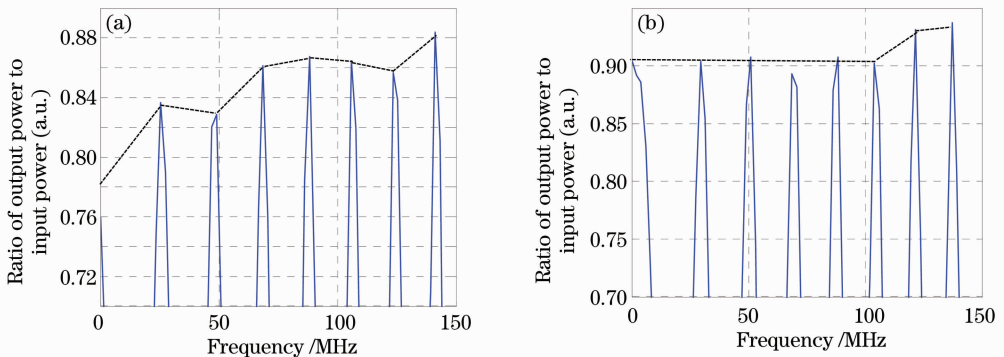 (a)
Ratio of output power to
input power (a.u.)
0.88
0.84
0.80
0.76
0.72
0
50
100
150
Frequency /MHz
(b)
Ratio of output power to
input power (a.u.)
0.90
0.85
0.80
0.75
0.70
0
50
100
150
Frequency /MHz